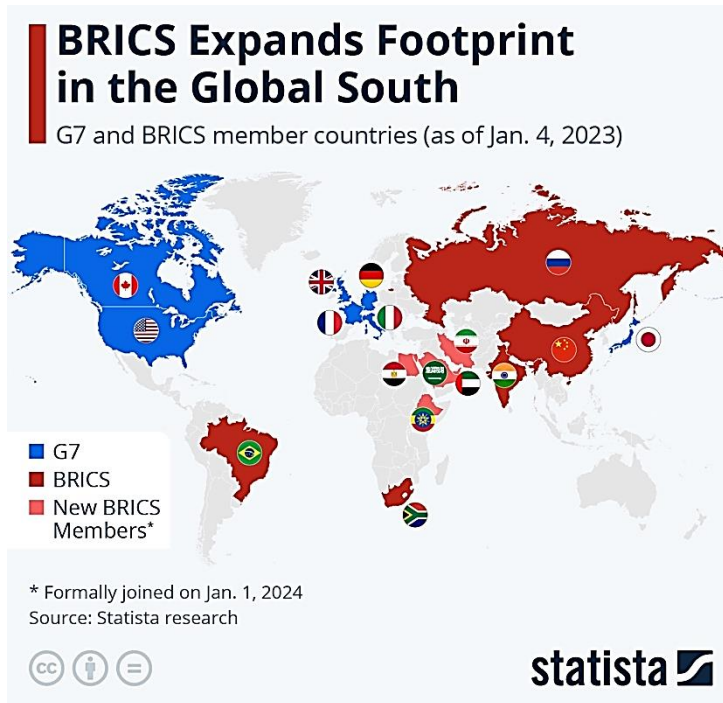 BRICS Expands Footprint
in the Global South
G7 and BRICS member countries (as of Jan. 4, 2023)
G7
BRICS
New BRICS
Members*
* Formally joined on Jan. 1, 2024
Source: Statista research
cc
statista